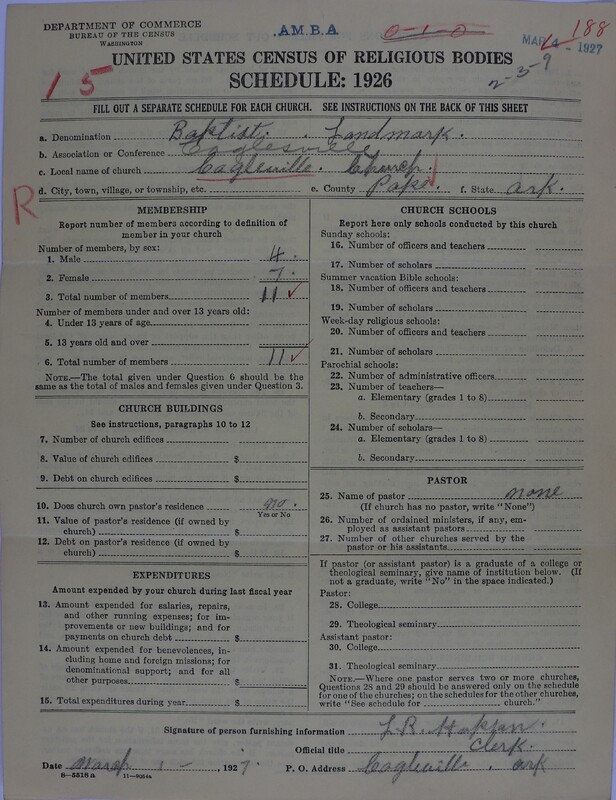 DEPARTMENT OF COMMERCE
BUREAU OF THE CENSUS
WASHINGTON
A.M.B.A
0-1-0
188
MAR 4 - 1927
2-3-9
15
UNITED STATES CENSUS OF RELIGIOUS BODIES
SCHEDULE: 1926
FILL OUT A SEPARATE SCHEDULE FOR EACH CHURCH. SEE INSTRUCTIONS ON THE BACK OF THIS SHEET
a. Denomination Baptist. Landmark.
b. Association or Conference Eaglesville
c. Local name of church Cagleville. Church.
R
d. City, town, village, or township, etc. e. County Pope f. State Ark.
MEMBERSHIP
Report number of members according to definition of
member in your church
Number of members, by sex:
1. Male 4.
2. Female 7.
3. Total number of members 11 ✓
Number of members under and over 13 years old:
4. Under 13 years of age
5. 13 years old and over
6. Total number of members 11 ✓
NOTE.—The total given under Question 6 should be
same as the total of males and females given under Question 3.
CHURCH BUILDINGS
See instructions, paragraphs 10 to 12
7. Number of church edifices
8. Value of church edifices $
9. Debt on church edifices $
10. Does church own pastor's residence no.
Yes or No
11. Value of pastor's residence (if owned by
church) $
12. Debt on pastor's residence (if owned by
church) $
EXPENDITURES
Amount expended by your church during last fiscal year
13. Amount expended for salaries, repairs,
and other running expenses; for im-
provements or new buildings; and for
payments on church debt $
14. Amount expended for benevolences, in-
cluding home and foreign missions; for
denominational support; and for all
other purposes $
15. Total expenditures during year $
CHURCH SCHOOLS
Report here only schools conducted by this church
Sunday schools:
16. Number of officers and teachers
17. Number of scholars
Summer vacation Bible schools:
18. Number of officers and teachers
19. Number of scholars
Week-day religious schools:
20. Number of officers and teachers
21. Number of scholars
Parochial schools:
22. Number of administrative officers
23. Number of teachers—
a. Elementary (grades 1 to 8)
b. Secondary
24. Number of scholars—
a. Elementary (grades 1 to 8)
b. Secondary
PASTOR
25. Name of pastor none
(If church has no pastor, write "None")
26. Number of ordained ministers, if any, em-
ployed as assistant pastors
27. Number of other churches served by the
pastor or his assistants
If pastor (or assistant pastor) is a graduate of a college or
theological seminary, give name of institution below. (If
not a graduate, write "No" in the space indicated.)
Pastor:
28. College
29. Theological seminary
Assistant pastor:
30. College
31. Theological seminary
NOTE.—Where one pastor serves two or more churches,
Questions 28 and 29 should be answered only on the schedule
for one of the churches; on the schedules for the other churches,
write "See schedule for church."
Signature of person furnishing information L.R.
Official title Clerk.
Date March 1 - , 1927. P. O. Address Cagleville. Ark
8-5518 a 11-9054a